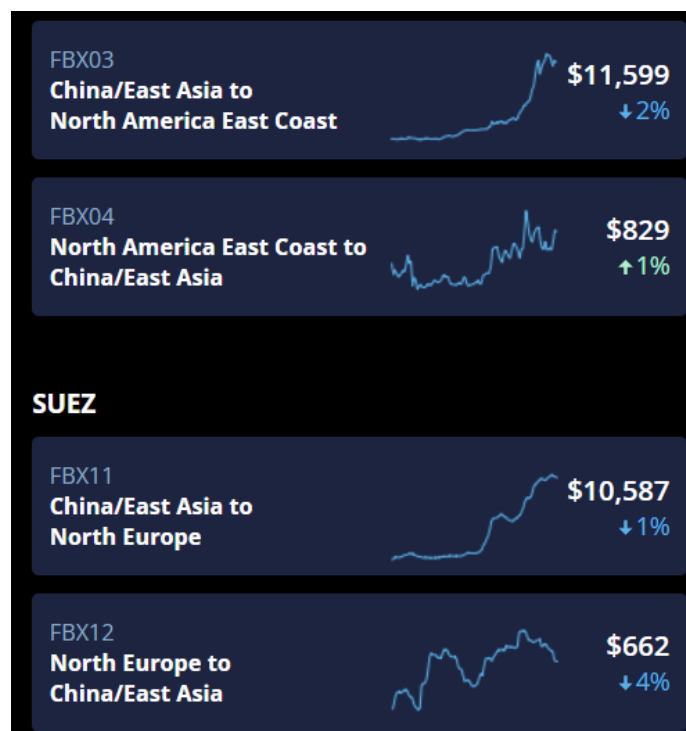 FBX03
China/East Asia to
North America East Coast
$11,599
↓2%
FBX04
North America East Coast to
China/East Asia
$829
↑1%
SUEZ
FBX11
China/East Asia to
North Europe
$10,587
↓1%
FBX12
North Europe to
China/East Asia
$662
↓4%